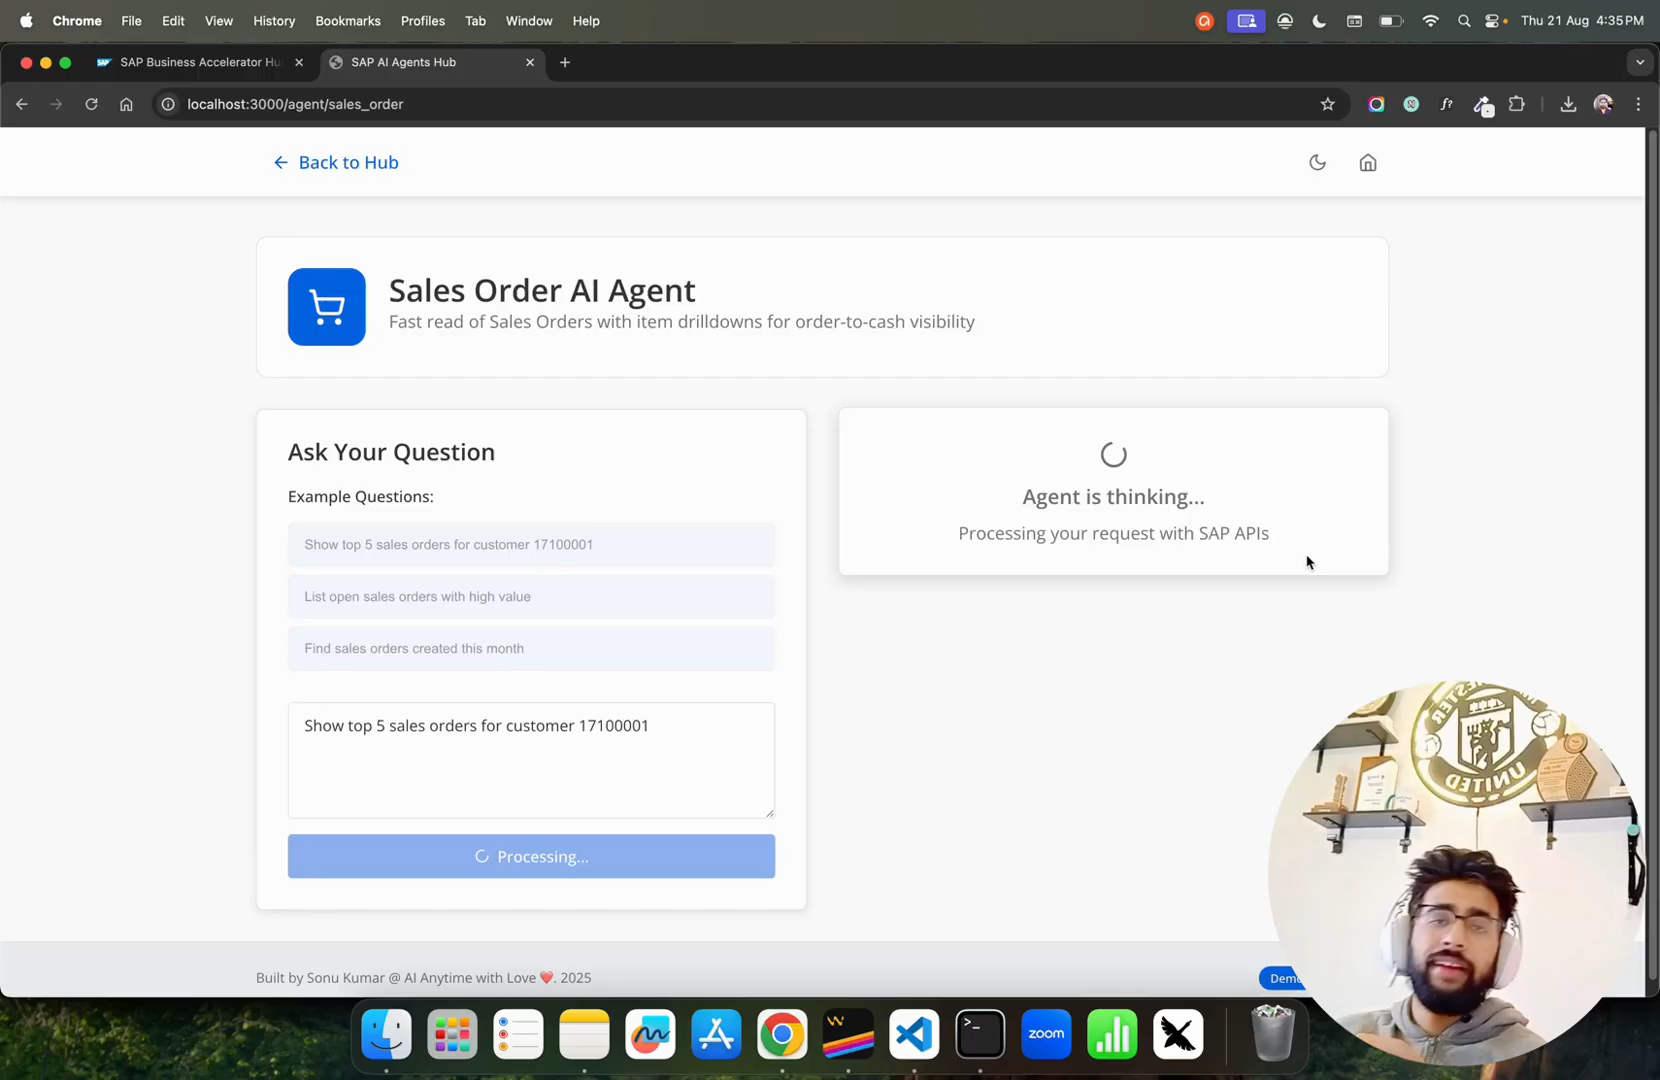 Chrome File Edit View History Bookmarks Profiles Tab Window Help Thu 21 Aug 4:35 PM
SAP Business Accelerator Hu
SAP AI Agents Hub
localhost:3000/agent/sales_order
Back to Hub
Sales Order AI Agent
Fast read of Sales Orders with item drilldowns for order-to-cash visibility
Ask Your Question
Example Questions:
Show top 5 sales orders for customer 17100001
List open sales orders with high value
Find sales orders created this month
Show top 5 sales orders for customer 17100001
Processing...
Agent is thinking...
Processing your request with SAP APIs
Built by Sonu Kumar @ AI Anytime with Love ❤️. 2025
Demo
zoom
UNITED